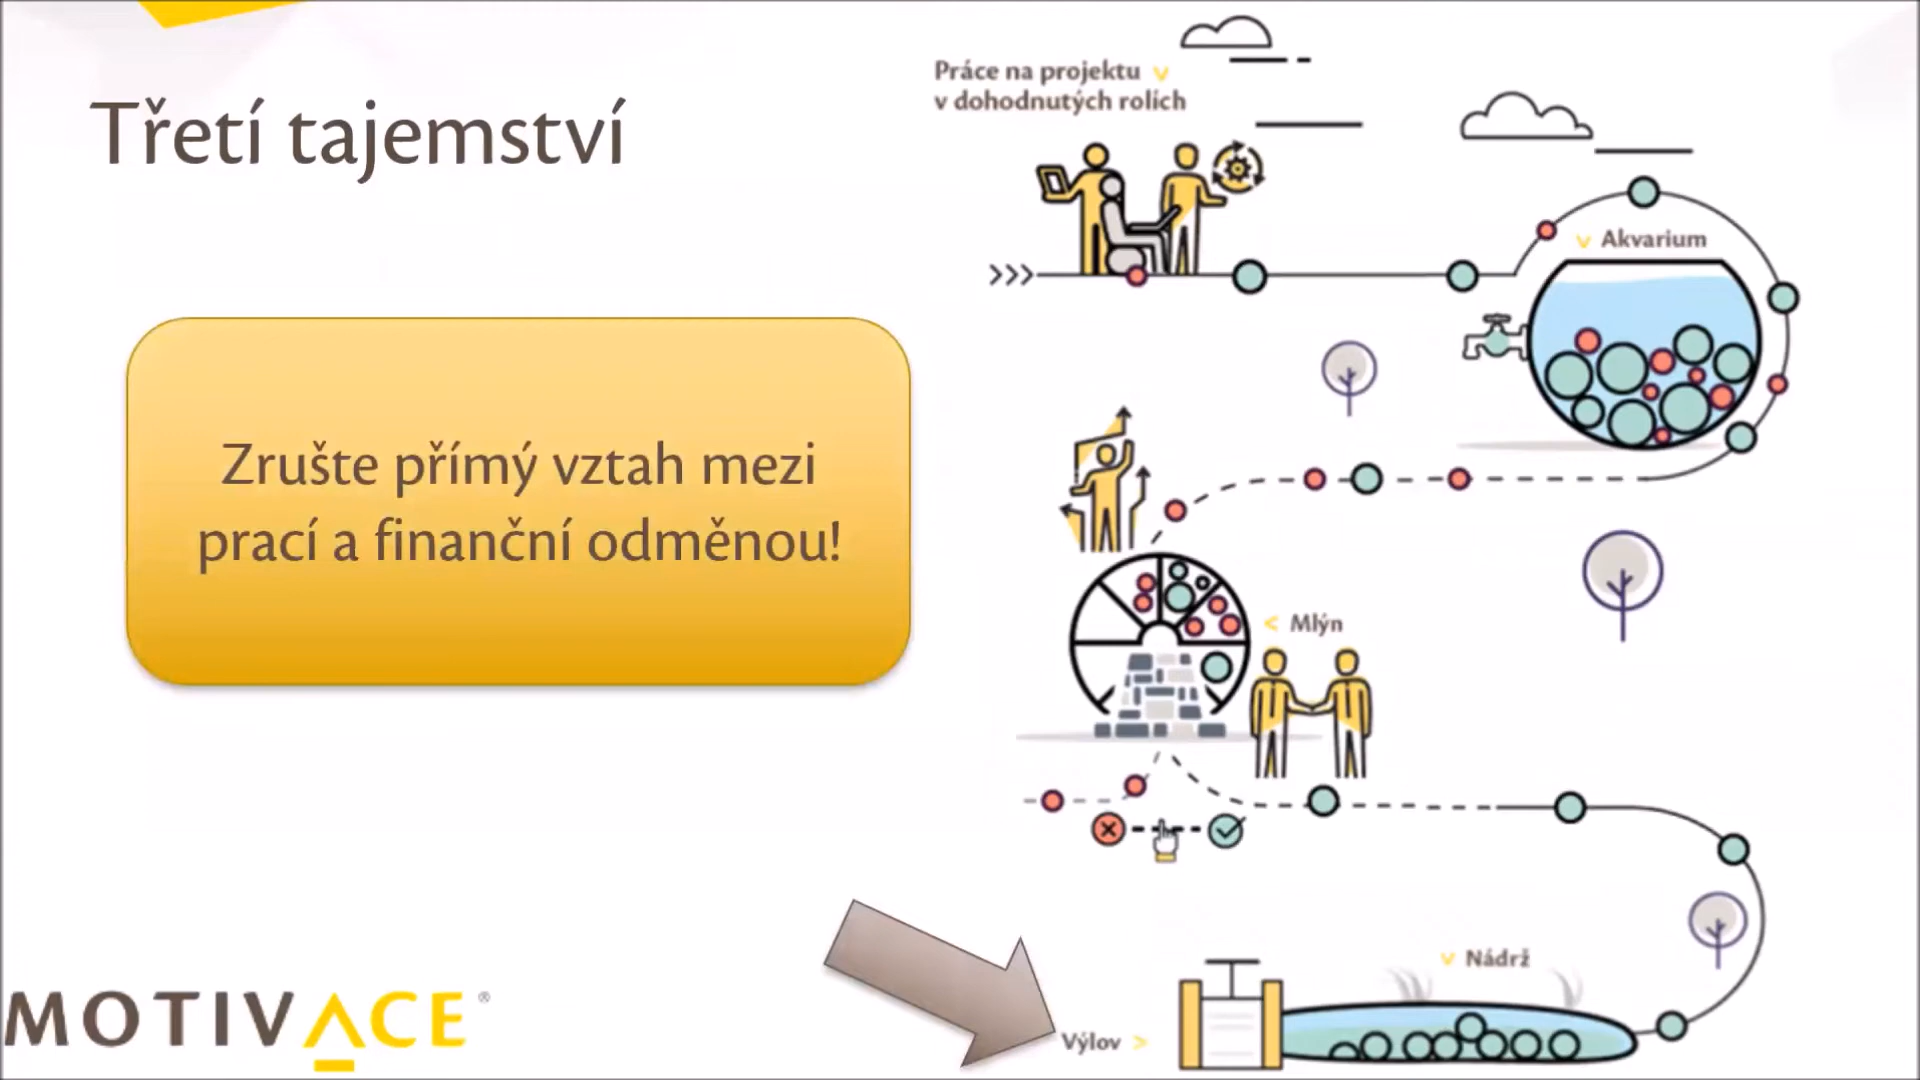 Třetí tajemství
Zrušte přímý vztah mezi
prací a finanční odměnou!
Práce na projektu
v dohodnutých rolích
Akvarium
Mlýn
Nádrž
Výlov
MOTIVACE®